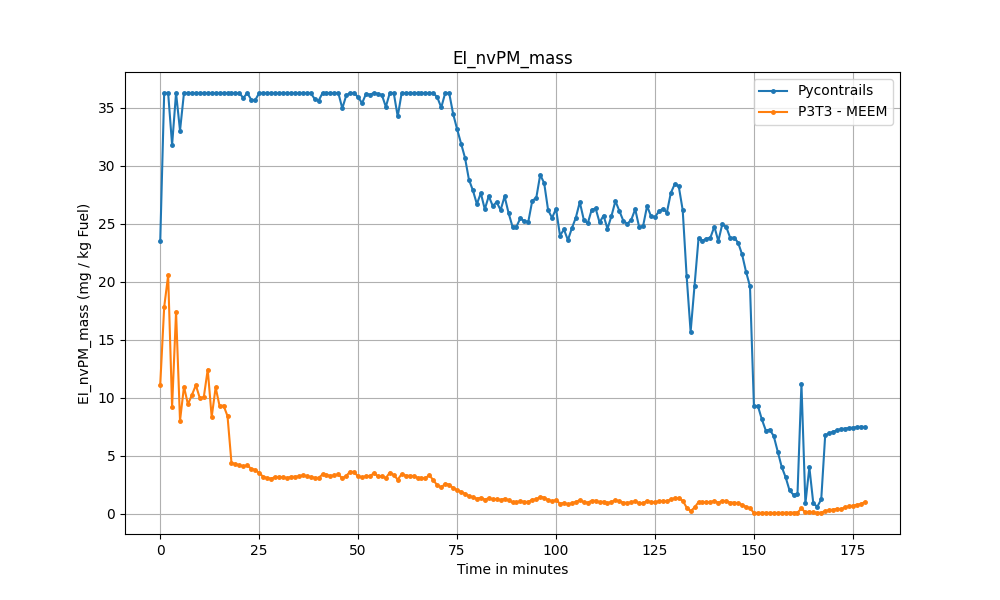 EI_nvPM_mass
Pycontrails
P3T3 - MEEM
EI_nvPM_mass (mg / kg Fuel)
35
30
25
20
15
10
5
0
0 25 50 75 100 125 150 175
Time in minutes